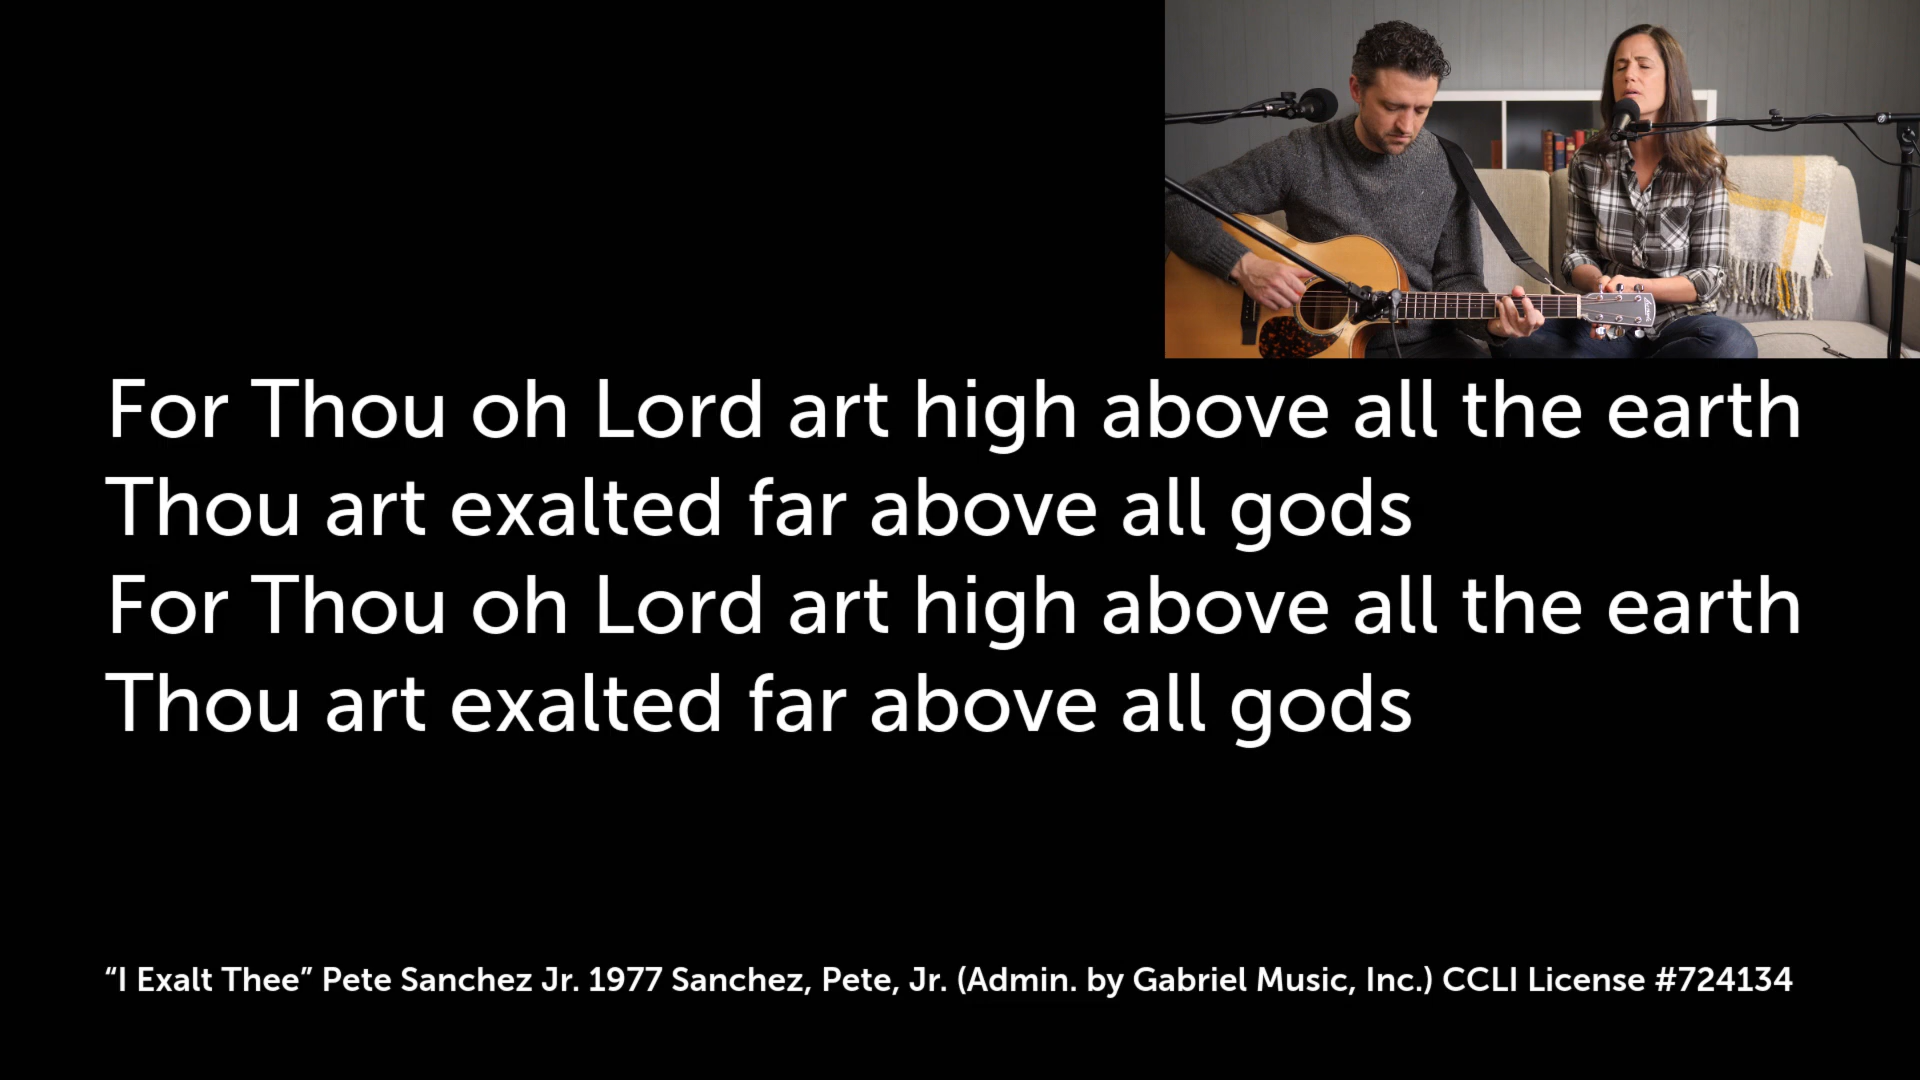 For Thou oh Lord art high above all the earth
Thou art exalted far above all gods
For Thou oh Lord art high above all the earth
Thou art exalted far above all gods
“I Exalt Thee” Pete Sanchez Jr. 1977 Sanchez, Pete, Jr. (Admin. by Gabriel Music, Inc.) CCLI License #724134